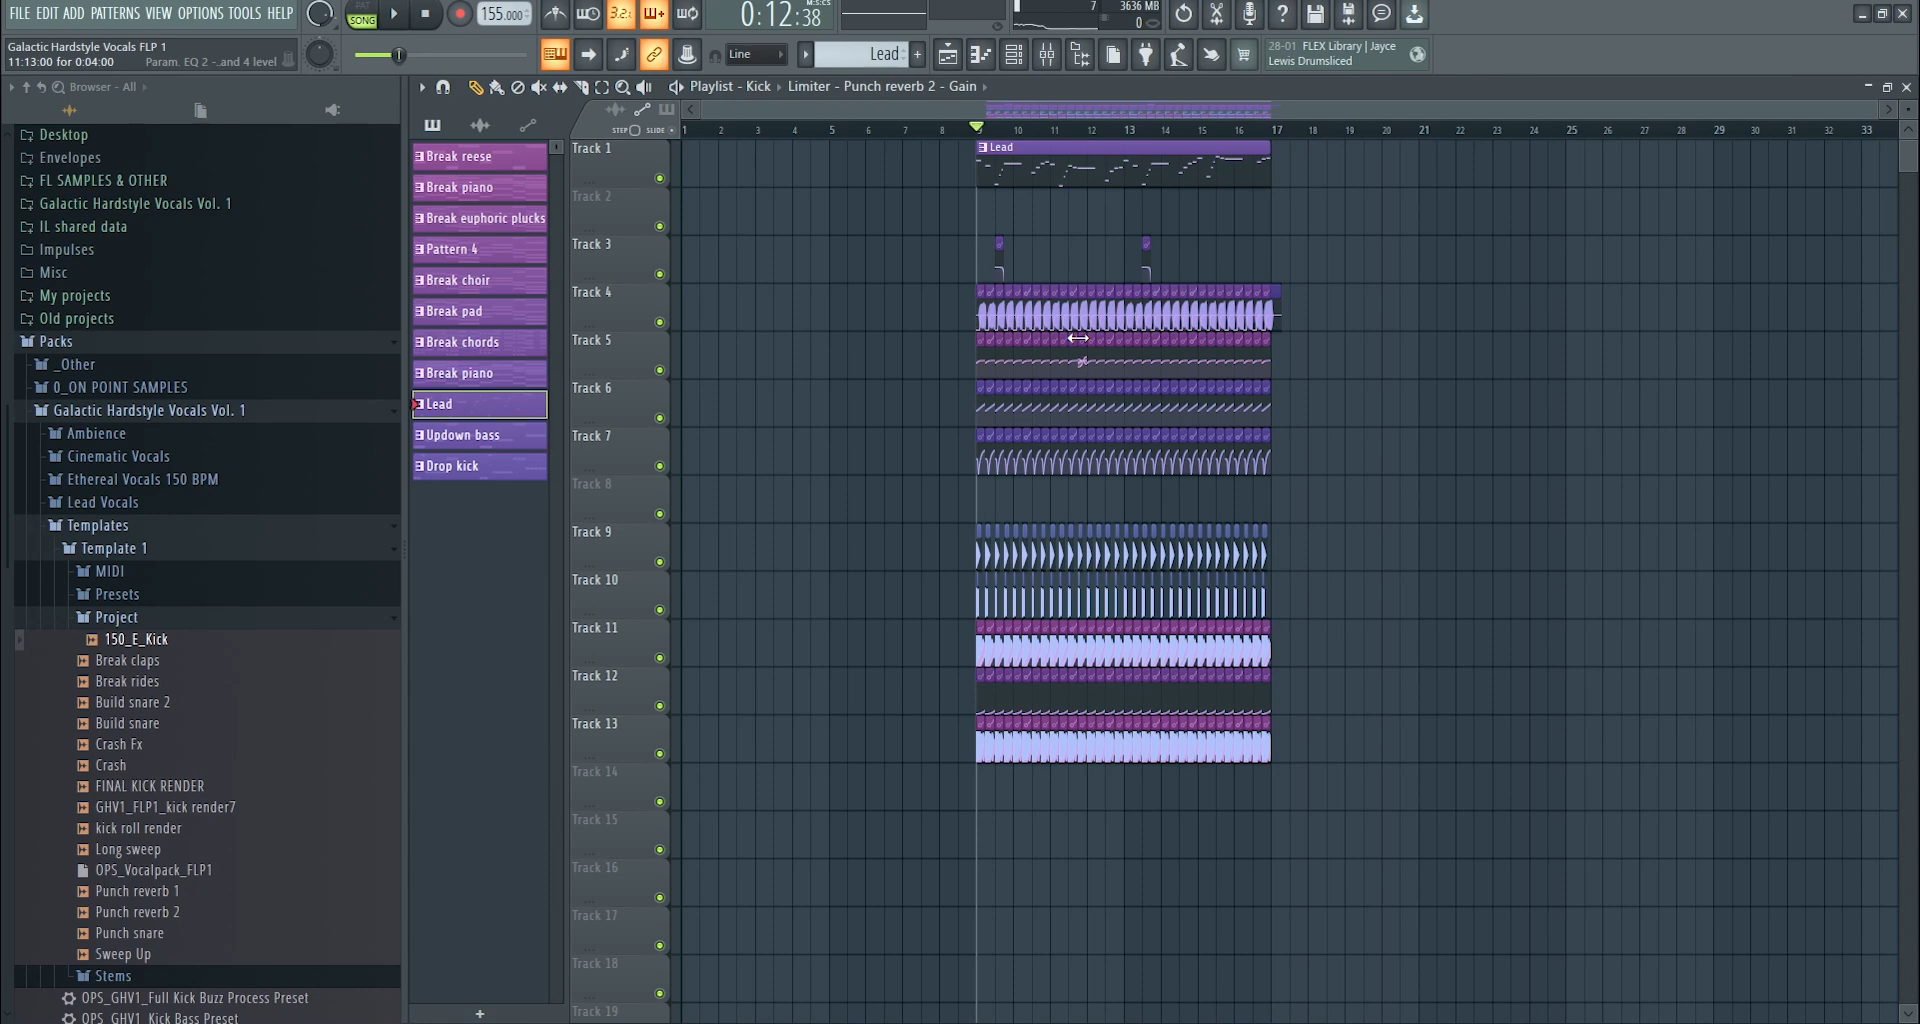 FILE EDIT ADD PATTERNS VIEW OPTIONS TOOLS HELP
PAT
SONG
155.000
3.2.
0:12:38
M:S:CS
7
3636 MB
0
Galactic Hardstyle Vocals FLP 1
11:13:00 for 0:04:00
Param. EQ 2 -..and 4 level
Line
Lead
28-01 FLEX Library | Jayce
Lewis Drumsliced
Browser - All
Playlist - Kick
Limiter - Punch reverb 2 - Gain
Desktop
Envelopes
FL SAMPLES & OTHER
Galactic Hardstyle Vocals Vol. 1
IL shared data
Impulses
Misc
My projects
Old projects
Packs
_Other
0_ON POINT SAMPLES
Galactic Hardstyle Vocals Vol. 1
Ambience
Cinematic Vocals
Ethereal Vocals 150 BPM
Lead Vocals
Templates
Template 1
MIDI
Presets
Project
150_E_Kick
Break claps
Break rides
Build snare 2
Build snare
Crash Fx
Crash
FINAL KICK RENDER
GHV1_FLP1_kick render7
kick roll render
Long sweep
OPS_Vocalpack_FLP1
Punch reverb 1
Punch reverb 2
Punch snare
Sweep Up
Stems
OPS_GHV1_Full Kick Buzz Process Preset
OPS_GHV1_Kick Bass Preset
Break reese
Break piano
Break euphoric plucks
Pattern 4
Break choir
Break pad
Break chords
Break piano
Lead
Updown bass
Drop kick
+
STEP SLIDE
1 2 3 4 5 6 7 8 9 10 11 12 13 14 15 16 17 18 19 20 21 22 23 24 25 26 27 28 29 30 31 32 33
Track 1
Lead
Track 2
Track 3
Track 4
Track 5
Track 6
Track 7
Track 8
Track 9
Track 10
Track 11
Track 12
Track 13
Track 14
Track 15
Track 16
Track 17
Track 18
Track 19